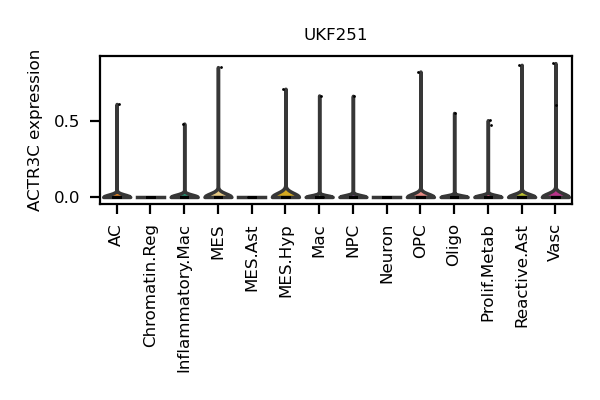 UKF251
ACTR3C expression
0.5
0.0
AC
Chromatin.Reg
Inflammatory.Mac
MES
MES.Ast
MES.Hyp
Mac
NPC
Neuron
OPC
Oligo
Prolif.Metab
Reactive.Ast
Vasc